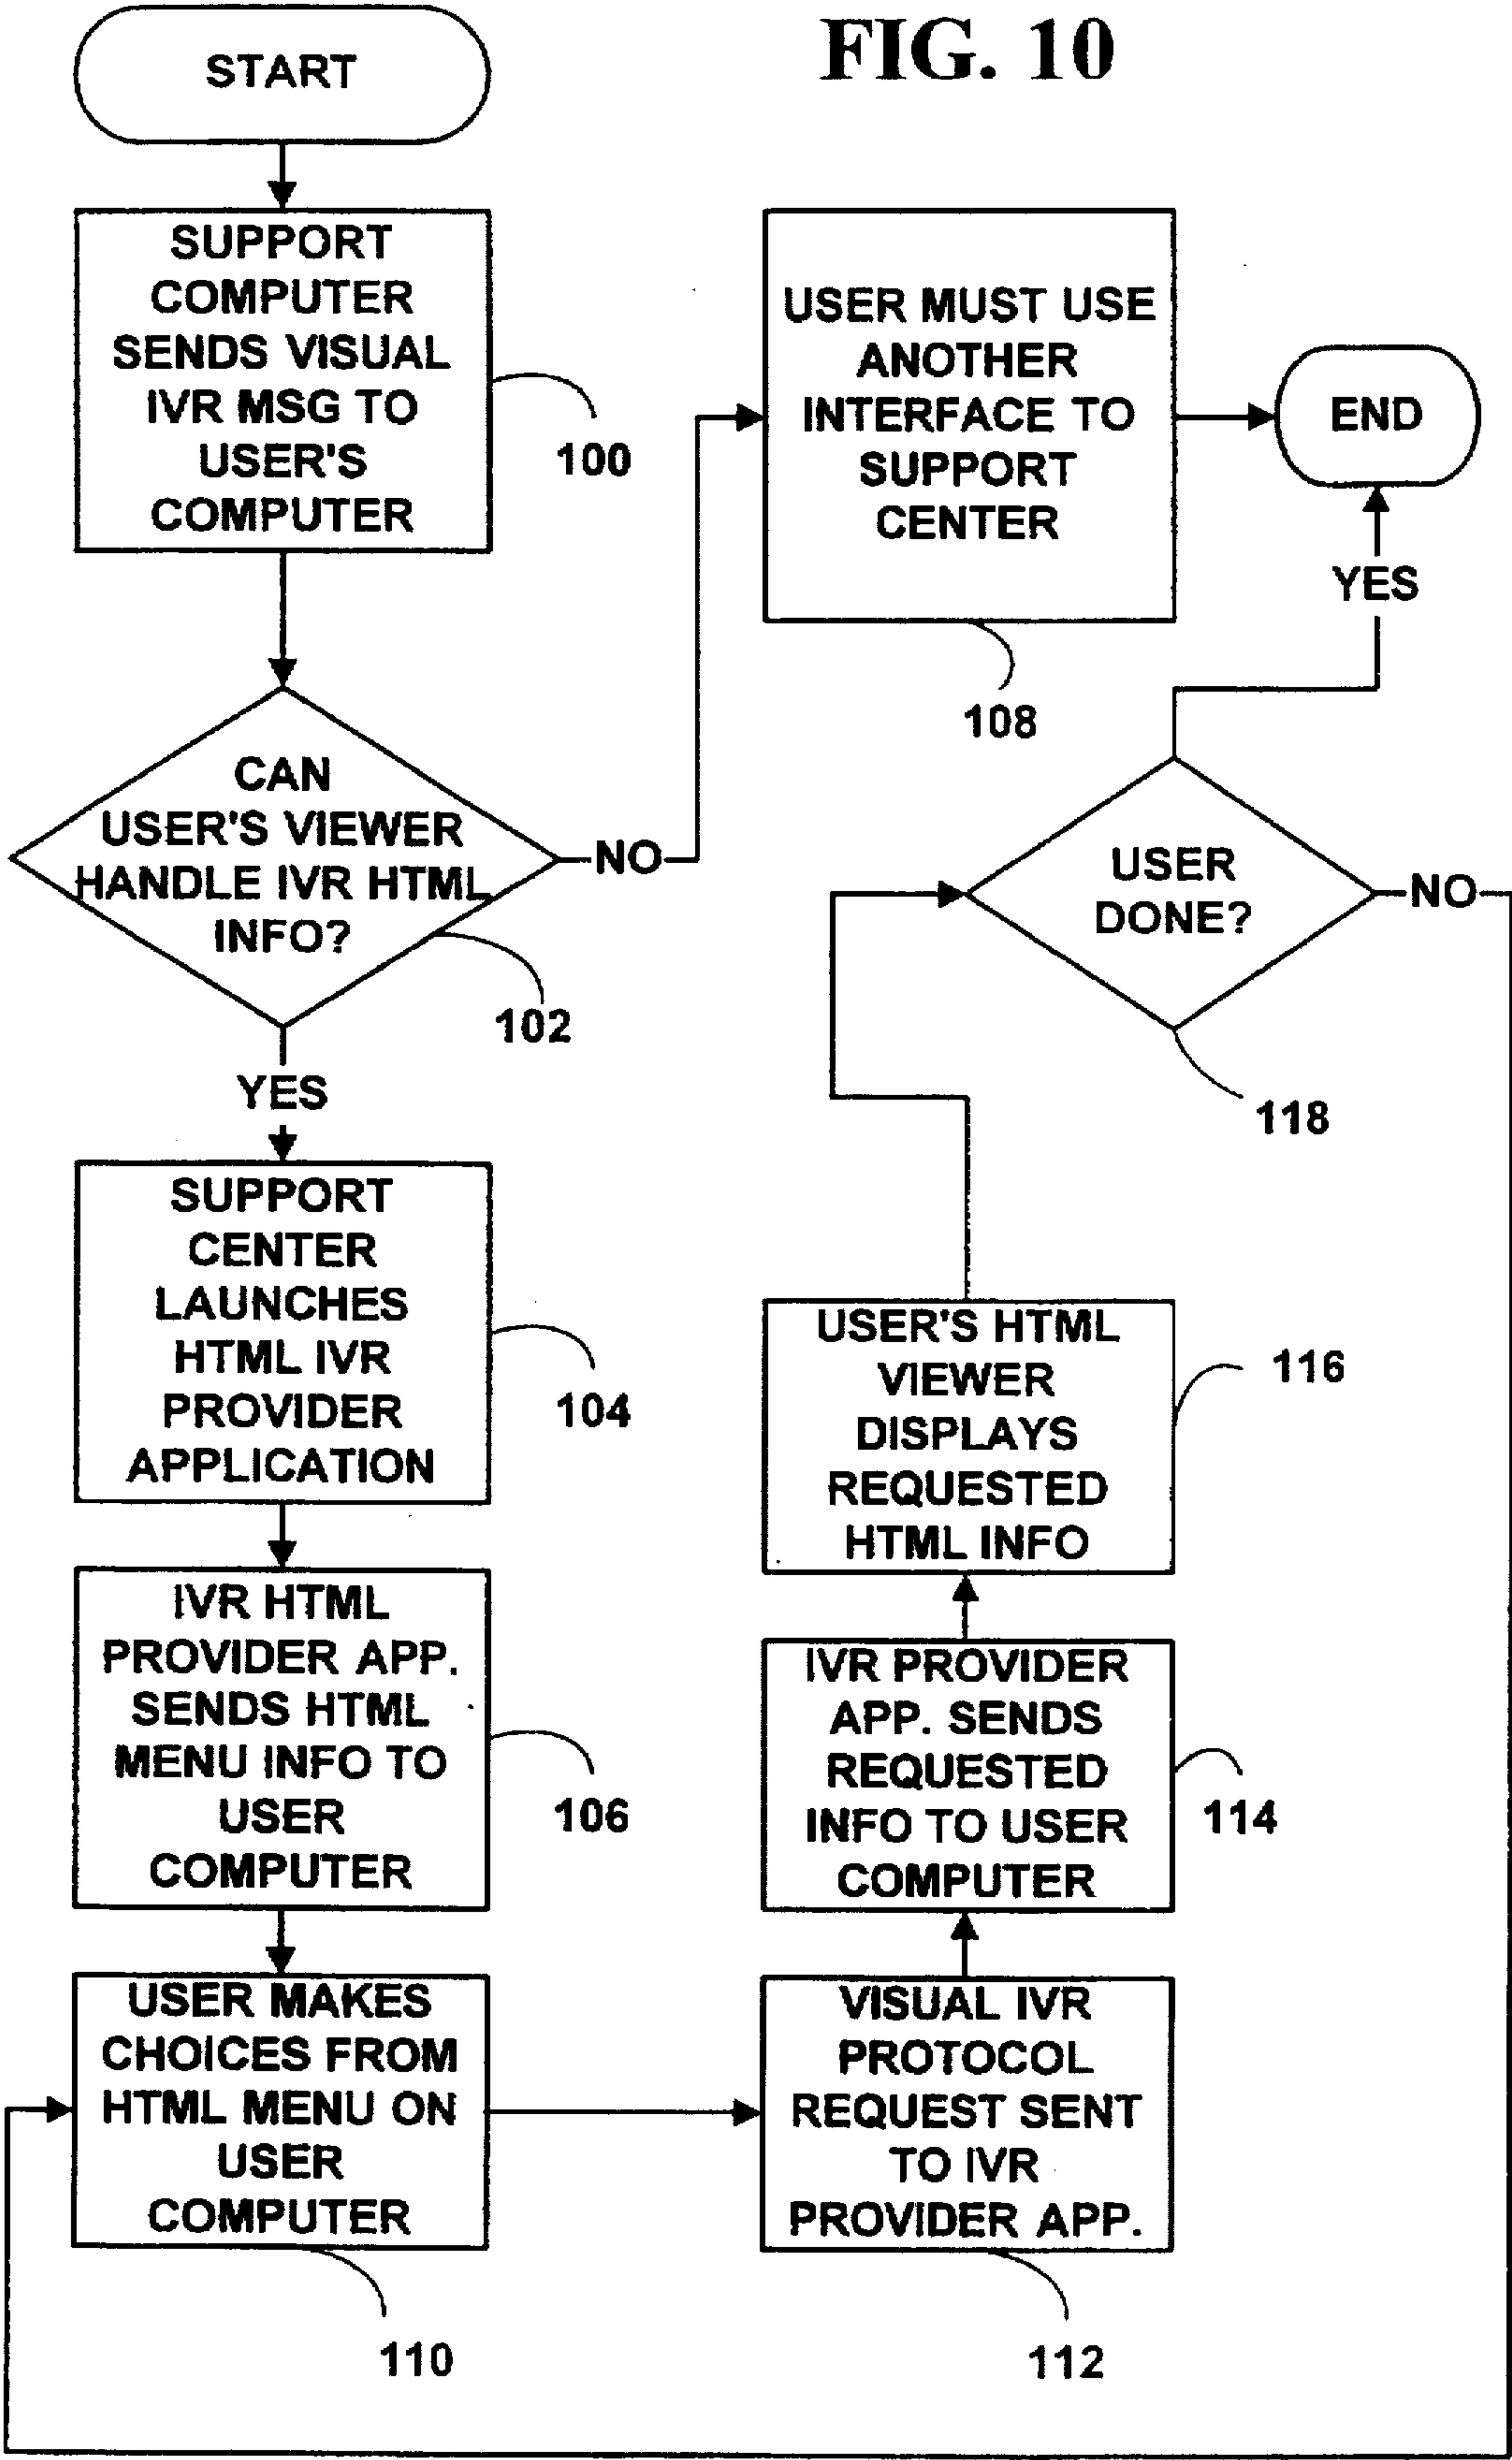 FIG. 10
START
SUPPORT
COMPUTER
SENDS VISUAL
IVR MSG TO
USER'S
COMPUTER
100
CAN
USER'S VIEWER
HANDLE IVR HTML
INFO?
102
NO
YES
USER MUST USE
ANOTHER
INTERFACE TO
SUPPORT
CENTER
108
END
YES
SUPPORT
CENTER
LAUNCHES
HTML IVR
PROVIDER
APPLICATION
104
IVR HTML
PROVIDER APP.
SENDS HTML
MENU INFO TO
USER
COMPUTER
106
USER MAKES
CHOICES FROM
HTML MENU ON
USER
COMPUTER
110
VISUAL IVR
PROTOCOL
REQUEST SENT
TO IVR
PROVIDER APP.
112
IVR PROVIDER
APP. SENDS
REQUESTED
INFO TO USER
COMPUTER
114
USER'S HTML
VIEWER
DISPLAYS
REQUESTED
HTML INFO
116
USER
DONE?
118
NO